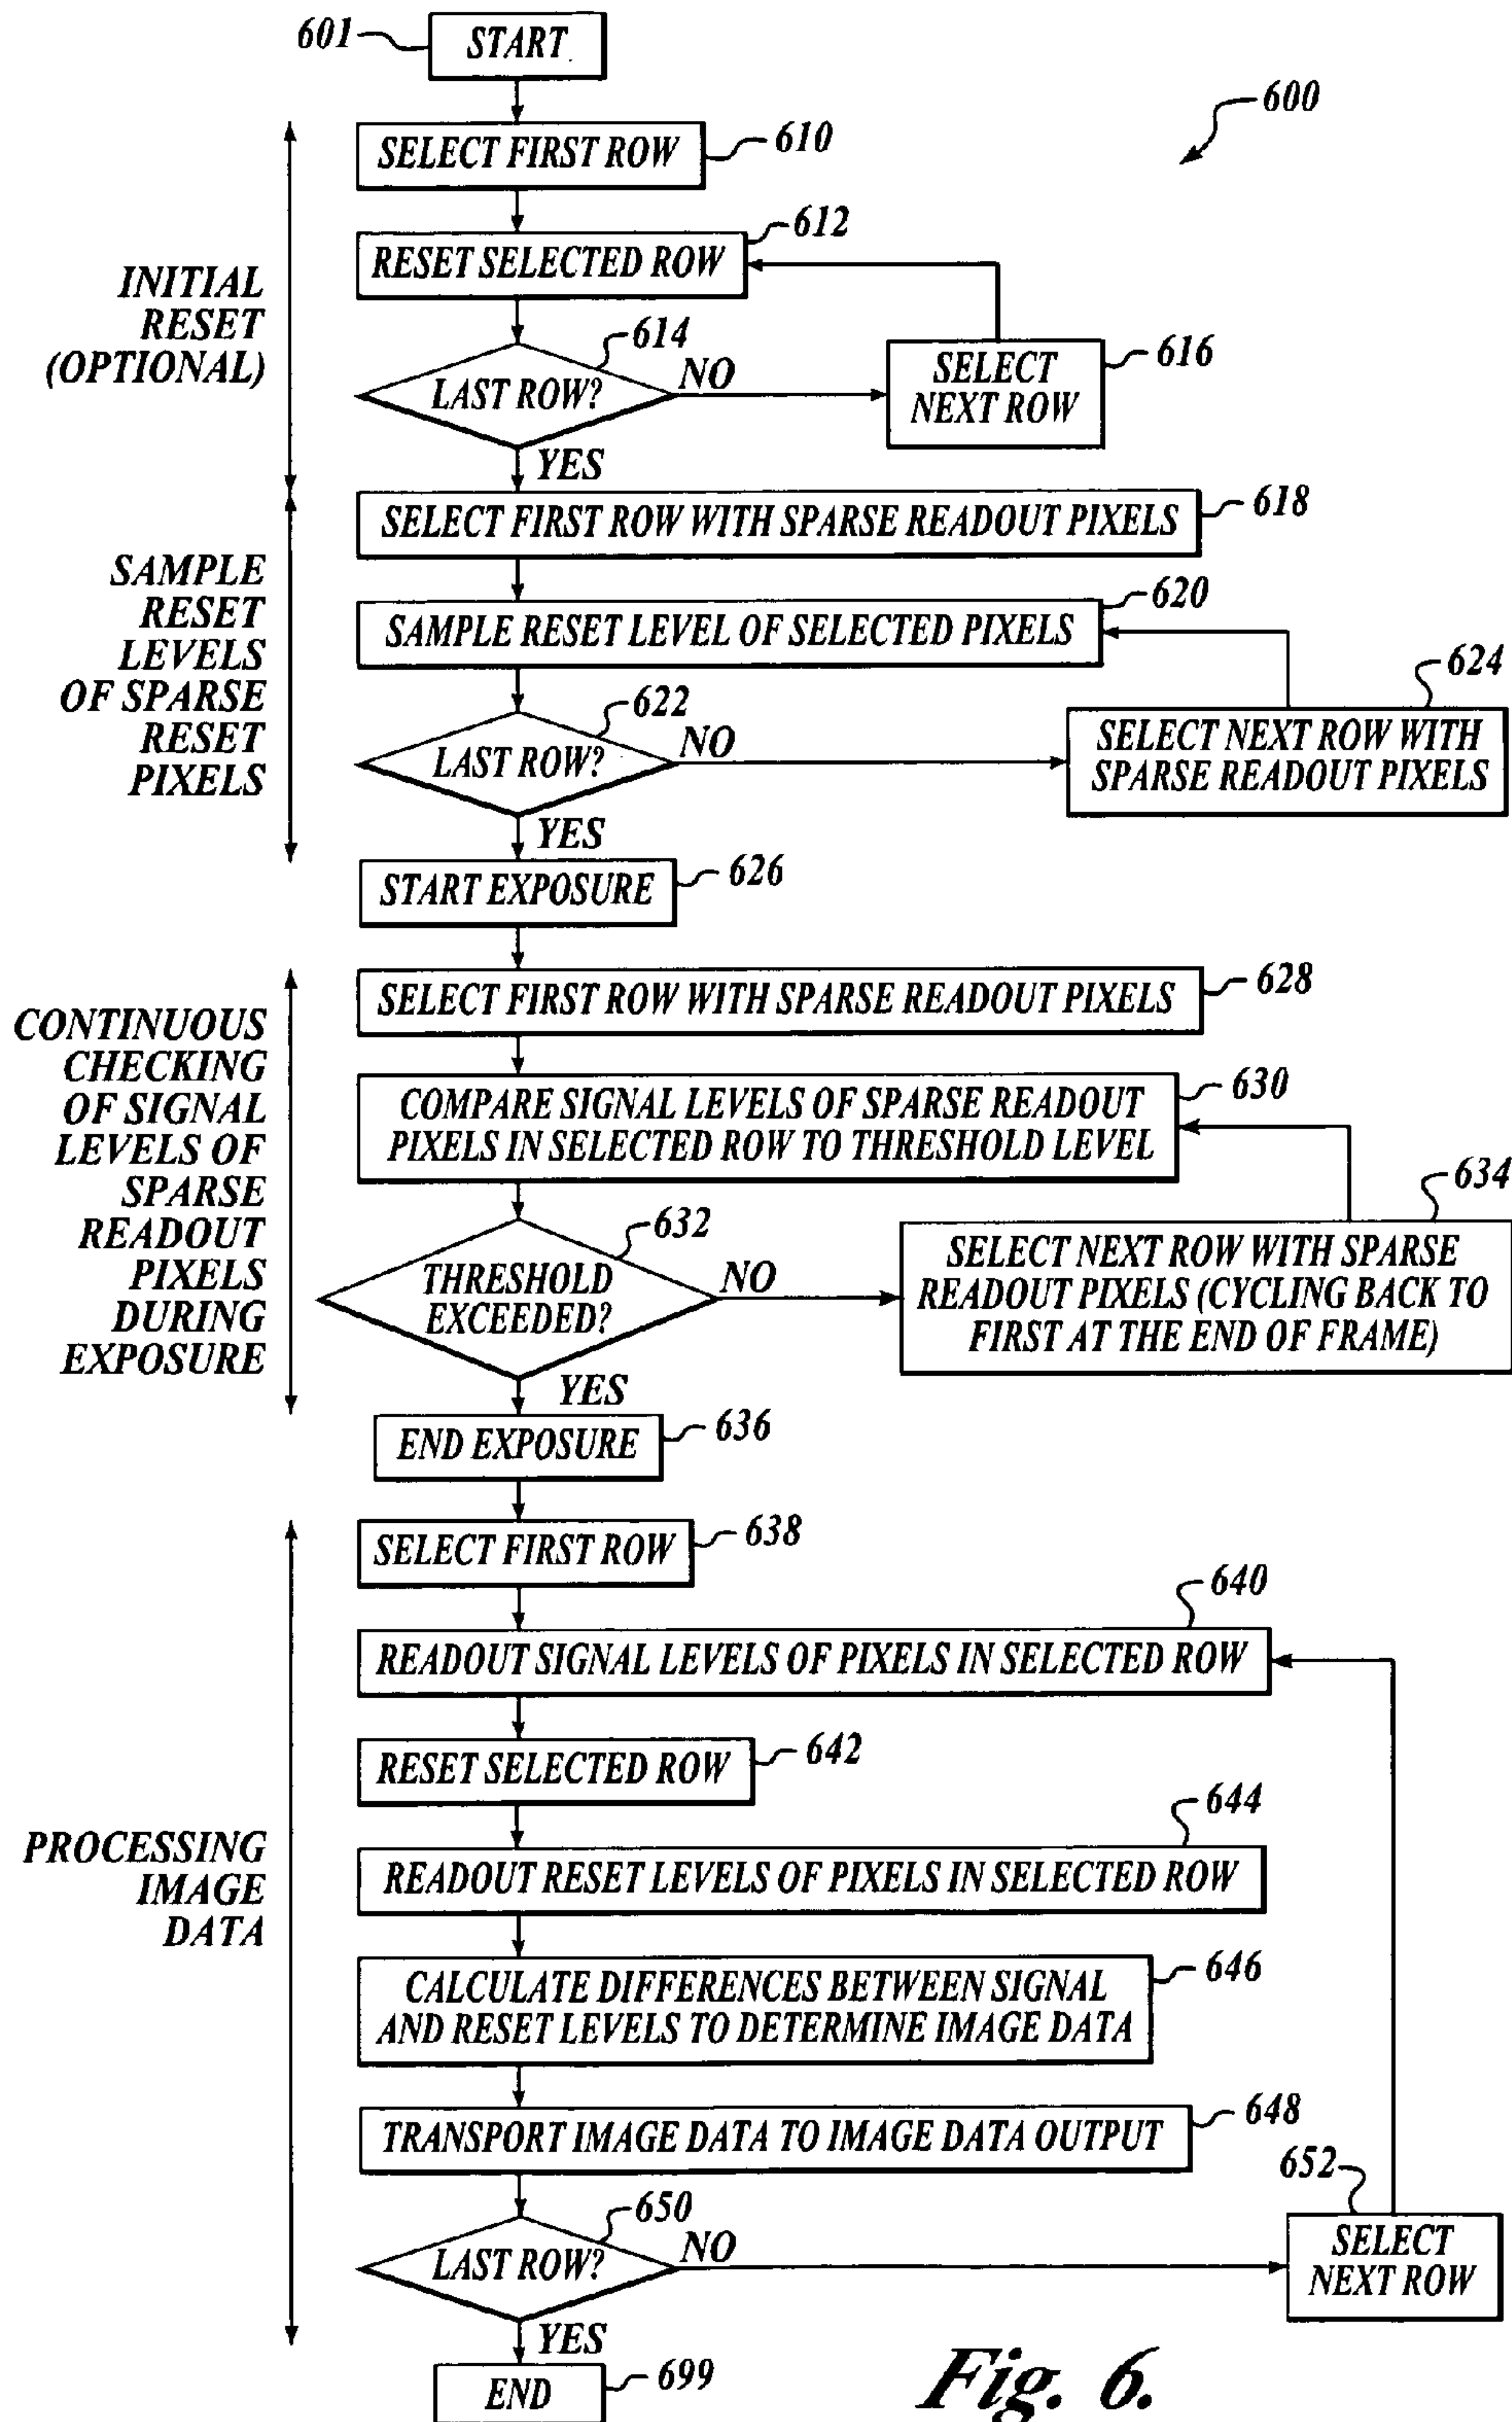 601
START
600
SELECT FIRST ROW
610
RESET SELECTED ROW
612
INITIAL
RESET
(OPTIONAL)
614
LAST ROW?
NO
SELECT
NEXT ROW
616
YES
SELECT FIRST ROW WITH SPARSE READOUT PIXELS
618
SAMPLE
RESET
LEVELS
OF SPARSE
RESET
PIXELS
SAMPLE RESET LEVEL OF SELECTED PIXELS
620
622
LAST ROW?
NO
624
SELECT NEXT ROW WITH
SPARSE READOUT PIXELS
YES
START EXPOSURE
626
SELECT FIRST ROW WITH SPARSE READOUT PIXELS
628
CONTINUOUS
CHECKING
OF SIGNAL
LEVELS OF
SPARSE
READOUT
PIXELS
DURING
EXPOSURE
COMPARE SIGNAL LEVELS OF SPARSE READOUT
PIXELS IN SELECTED ROW TO THRESHOLD LEVEL
630
632
THRESHOLD
EXCEEDED?
NO
634
SELECT NEXT ROW WITH SPARSE
READOUT PIXELS (CYCLING BACK TO
FIRST AT THE END OF FRAME)
YES
END EXPOSURE
636
SELECT FIRST ROW
638
READOUT SIGNAL LEVELS OF PIXELS IN SELECTED ROW
640
RESET SELECTED ROW
642
PROCESSING
IMAGE
DATA
READOUT RESET LEVELS OF PIXELS IN SELECTED ROW
644
CALCULATE DIFFERENCES BETWEEN SIGNAL
AND RESET LEVELS TO DETERMINE IMAGE DATA
646
TRANSPORT IMAGE DATA TO IMAGE DATA OUTPUT
648
650
LAST ROW?
NO
652
SELECT
NEXT ROW
YES
END
699
Fig. 6.